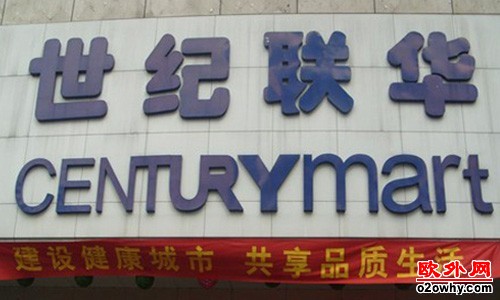 世纪联华
CENTURYmart
建设健康城市 共享品质生活
欧外网
o2owhy.com